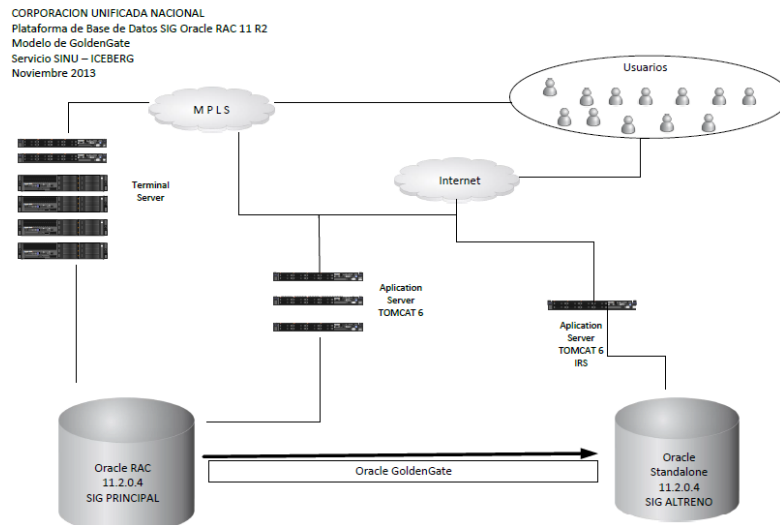 CORPORACION UNIFICADA NACIONAL
Plataforma de Base de Datos SIG Oracle RAC 11 R2
Modelo de GoldenGate
Servicio SINU – ICEBERG
Noviembre 2013
Usuarios
M P L S
Internet
Terminal
Server
Aplication
Server
TOMCAT 6
Aplication
Server
TOMCAT 6
IRS
Oracle RAC
11.2.0.4
SIG PRINCIPAL
Oracle GoldenGate
Oracle
Standalone
11.2.0.4
SIG ALTRENO